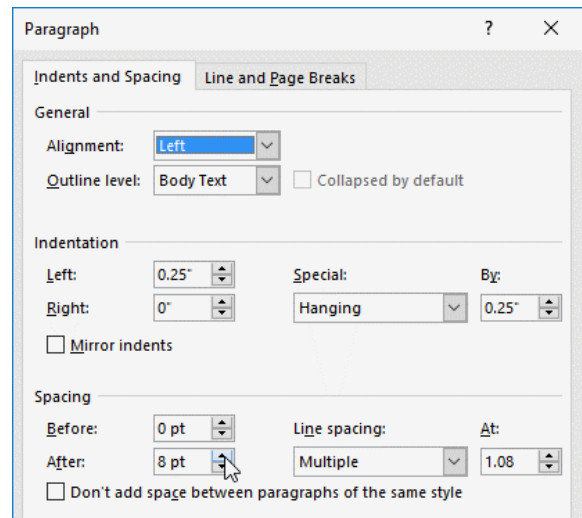 Paragraph ? ×
Indents and Spacing Line and Page Breaks
General
Alignment: Left
Outline level: Body Text Collapsed by default
Indentation
Left: 0.25" Special: By:
Right: 0" Hanging 0.25"
Mirror indents
Spacing
Before: 0 pt Line spacing: At:
After: 8 pt Multiple 1.08
Don't add space between paragraphs of the same style